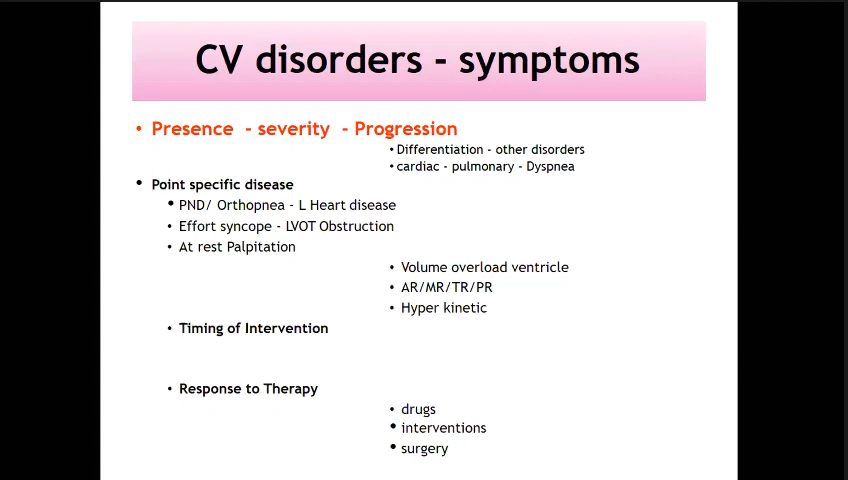 CV disorders - symptoms
• Presence - severity - Progression
• Differentiation - other disorders
• cardiac - pulmonary - Dyspnea
• Point specific disease
• PND/ Orthopnea - L Heart disease
• Effort syncope - LVOT Obstruction
• At rest Palpitation
• Volume overload ventricle
• AR/MR/TR/PR
• Hyper kinetic
• Timing of Intervention
• Response to Therapy
• drugs
• interventions
• surgery